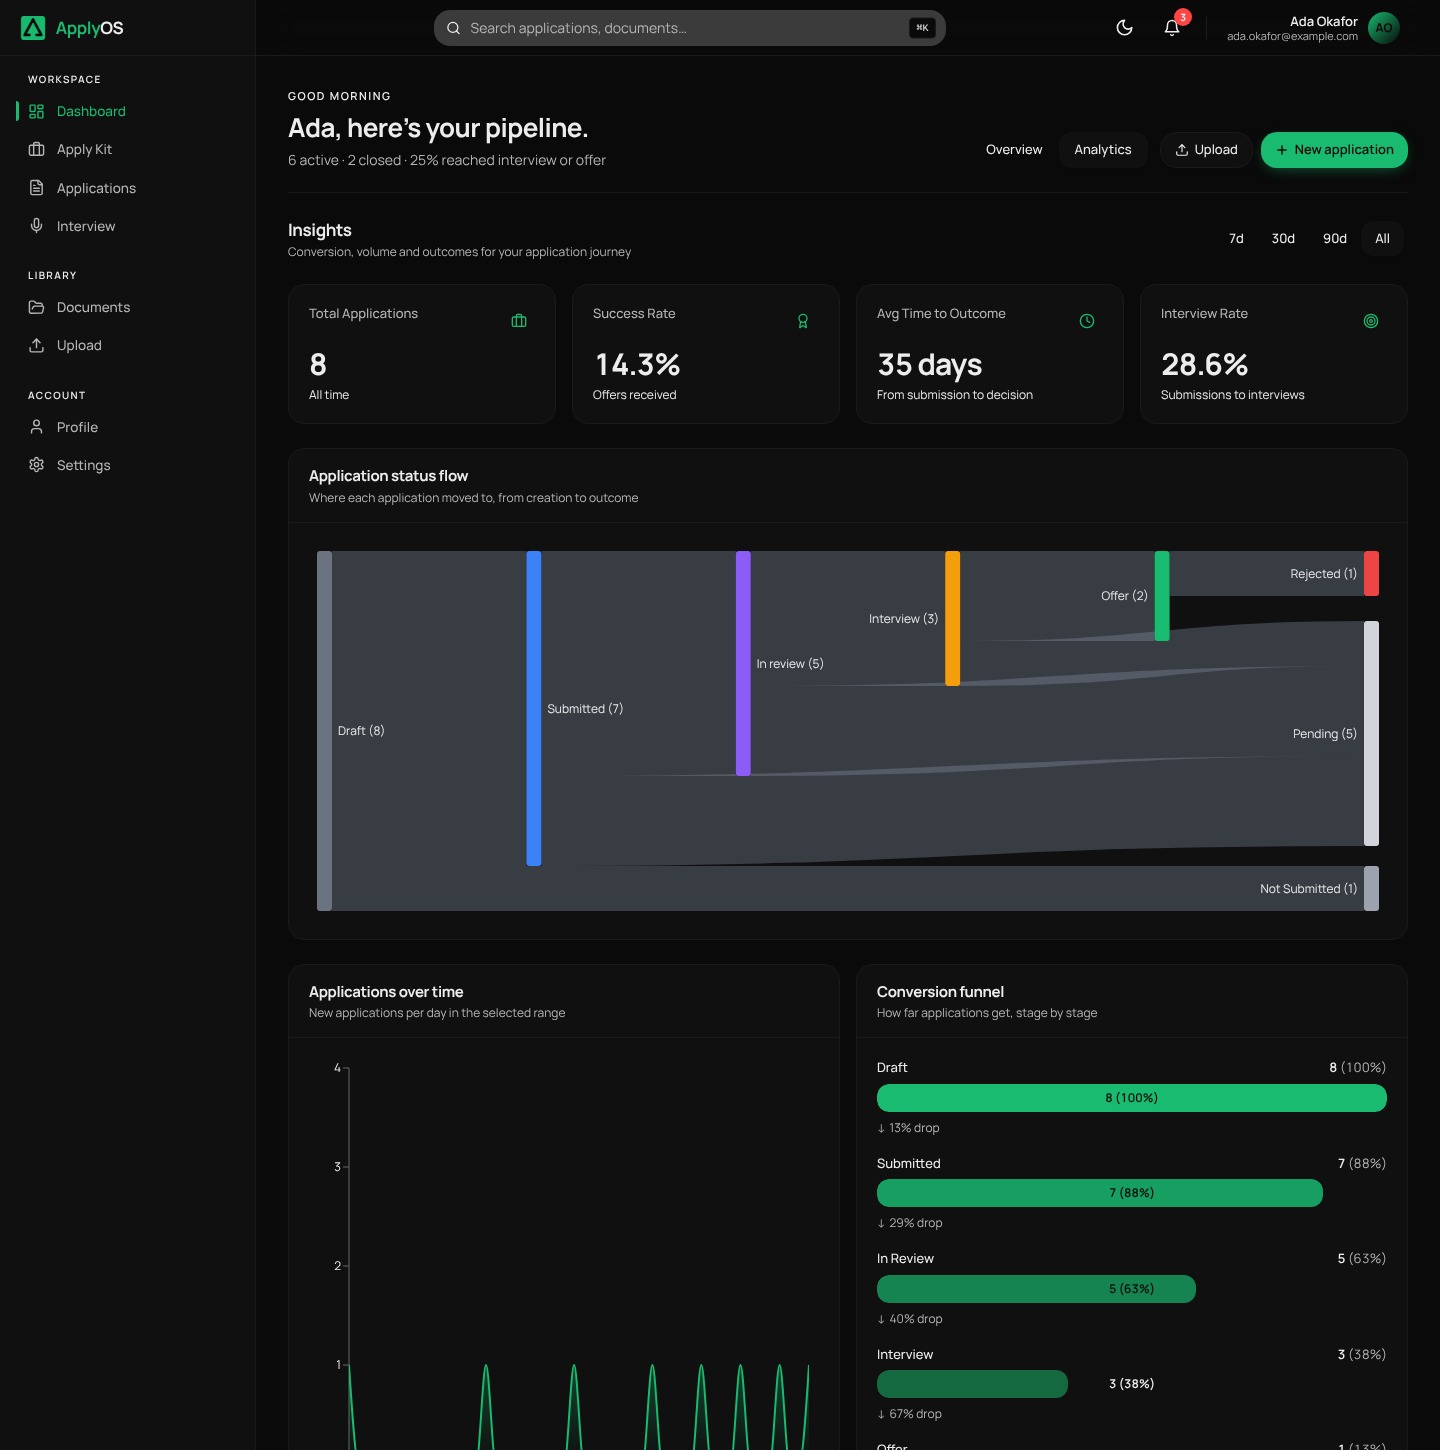 ApplyOS
Search applications, documents...
⌘K
3
Ada Okafor
ada.okafor@example.com
AO
WORKSPACE
Dashboard
Apply Kit
Applications
Interview
LIBRARY
Documents
Upload
ACCOUNT
Profile
Settings
GOOD MORNING
Ada, here's your pipeline.
6 active · 2 closed · 25% reached interview or offer
Overview
Analytics
Upload
New application
Insights
Conversion, volume and outcomes for your application journey
7d
30d
90d
All
Total Applications
8
All time
Success Rate
14.3%
Offers received
Avg Time to Outcome
35 days
From submission to decision
Interview Rate
28.6%
Submissions to interviews
Application status flow
Where each application moved to, from creation to outcome
Draft (8)
Submitted (7)
In review (5)
Interview (3)
Offer (2)
Rejected (1)
Pending (5)
Not Submitted (1)
Applications over time
New applications per day in the selected range
4
3
2
1
Conversion funnel
How far applications get, stage by stage
Draft
8 (100%)
8 (100%)
↓ 13% drop
Submitted
7 (88%)
7 (88%)
↓ 29% drop
In Review
5 (63%)
5 (63%)
↓ 40% drop
Interview
3 (38%)
3 (38%)
↓ 67% drop
Offer
1 (13%)